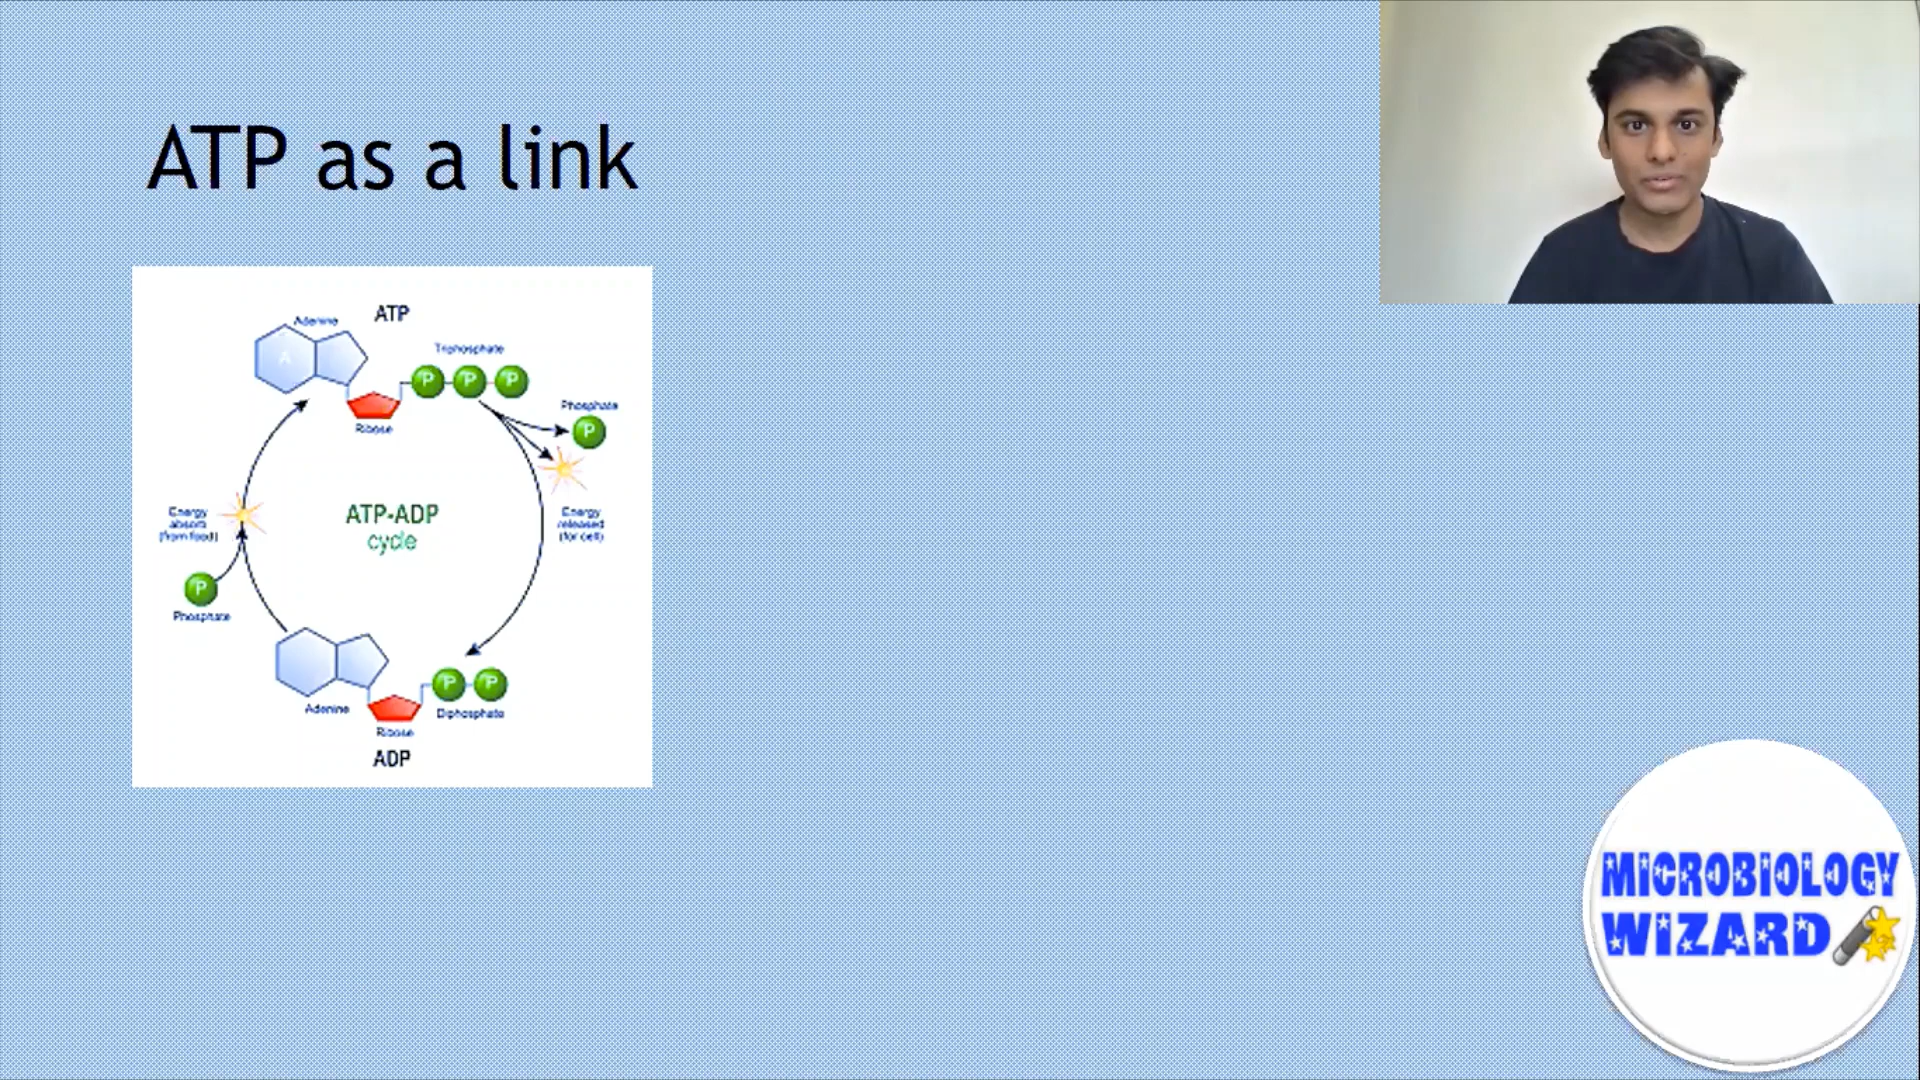 ATP as a link
ATP
Adenine
A
Triphosphate
P P P
Phosphate
P
Ribose
Energy
absorb
(from food)
ATP-ADP
cycle
Energy
released
(for cell)
P
Phosphate
P P
Adenine
Diphosphate
Ribose
ADP
MICROBIOLOGY
WIZARD